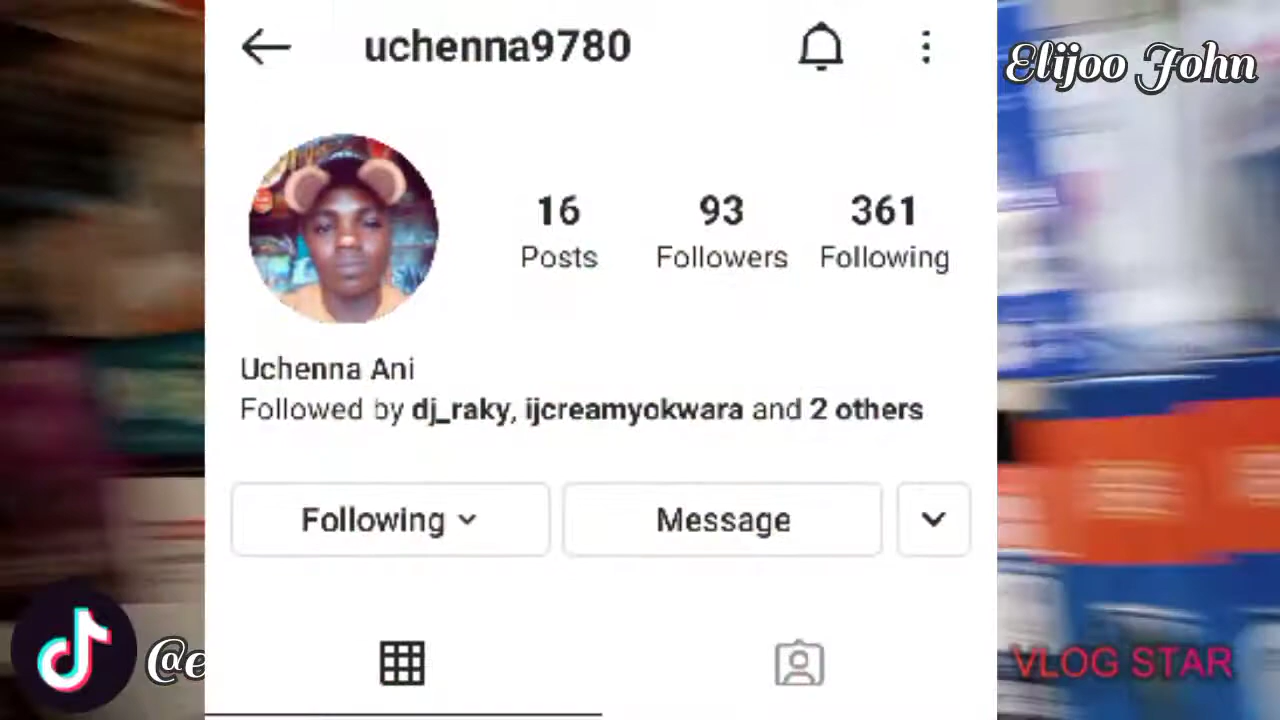 uchenna9780
Elijoo John
16 93 361
Posts Followers Following
Uchenna Ani
Followed by dj_raky, ijcreamyokwara and 2 others
Following Message
@e
VLOG STAR